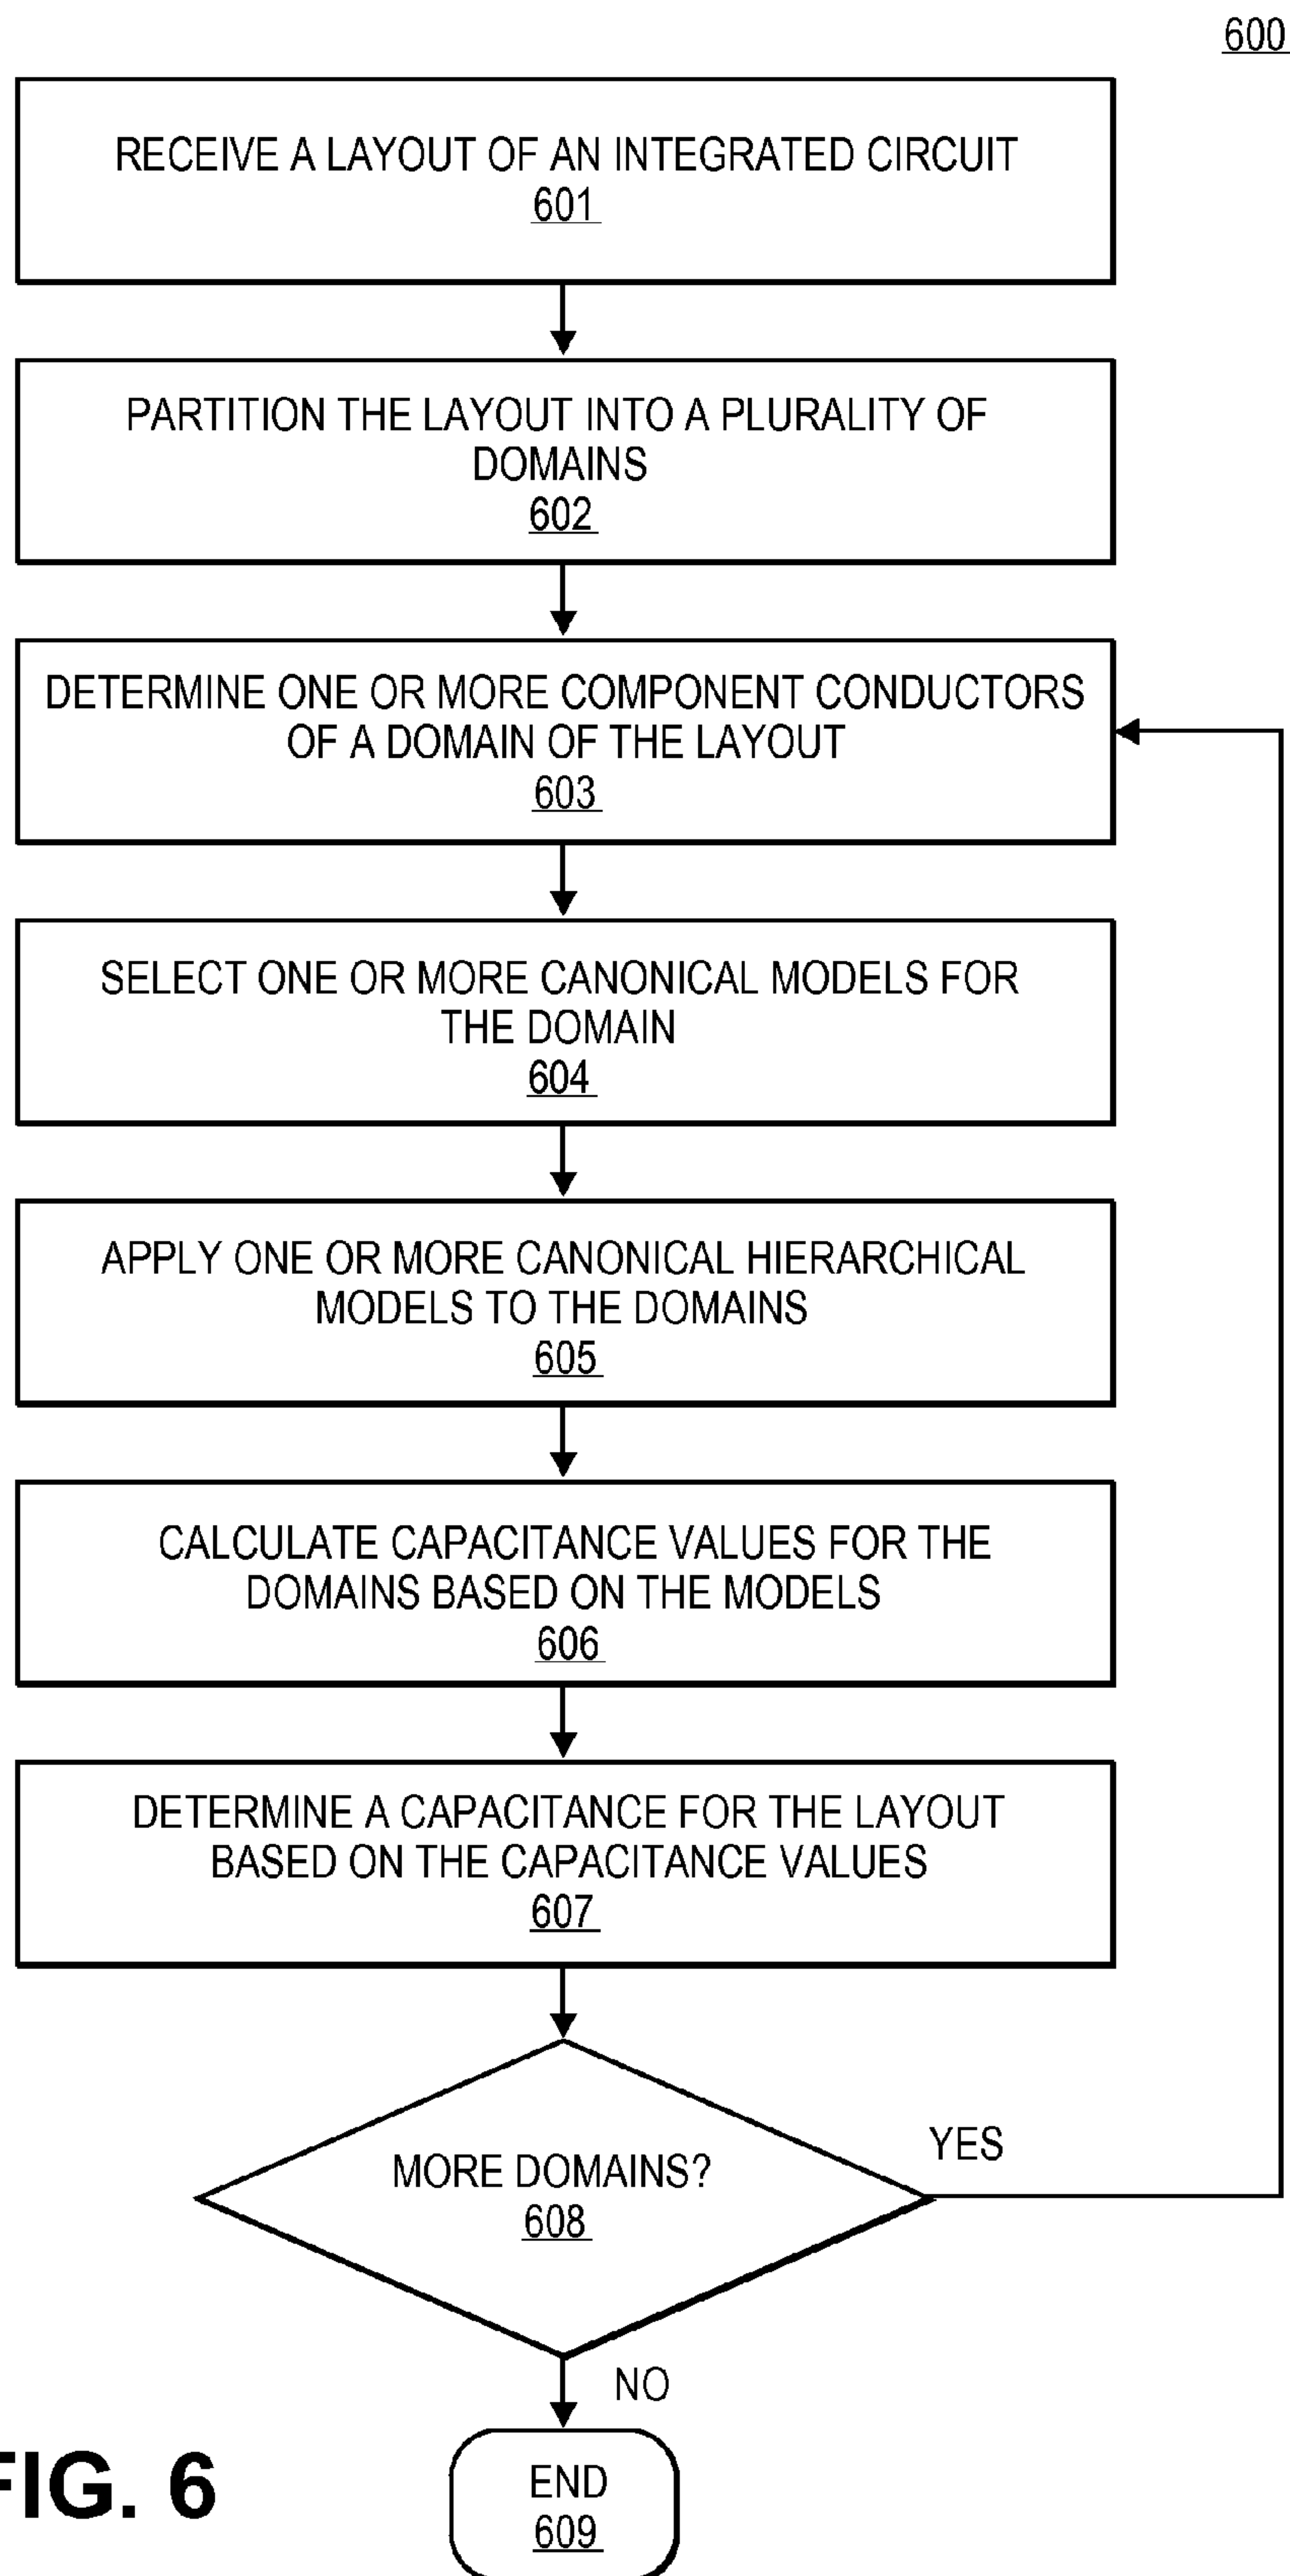 600
RECEIVE A LAYOUT OF AN INTEGRATED CIRCUIT
601
PARTITION THE LAYOUT INTO A PLURALITY OF
DOMAINS
602
DETERMINE ONE OR MORE COMPONENT CONDUCTORS
OF A DOMAIN OF THE LAYOUT
603
SELECT ONE OR MORE CANONICAL MODELS FOR
THE DOMAIN
604
APPLY ONE OR MORE CANONICAL HIERARCHICAL
MODELS TO THE DOMAINS
605
CALCULATE CAPACITANCE VALUES FOR THE
DOMAINS BASED ON THE MODELS
606
DETERMINE A CAPACITANCE FOR THE LAYOUT
BASED ON THE CAPACITANCE VALUES
607
MORE DOMAINS?
608
YES
NO
END
609
FIG. 6